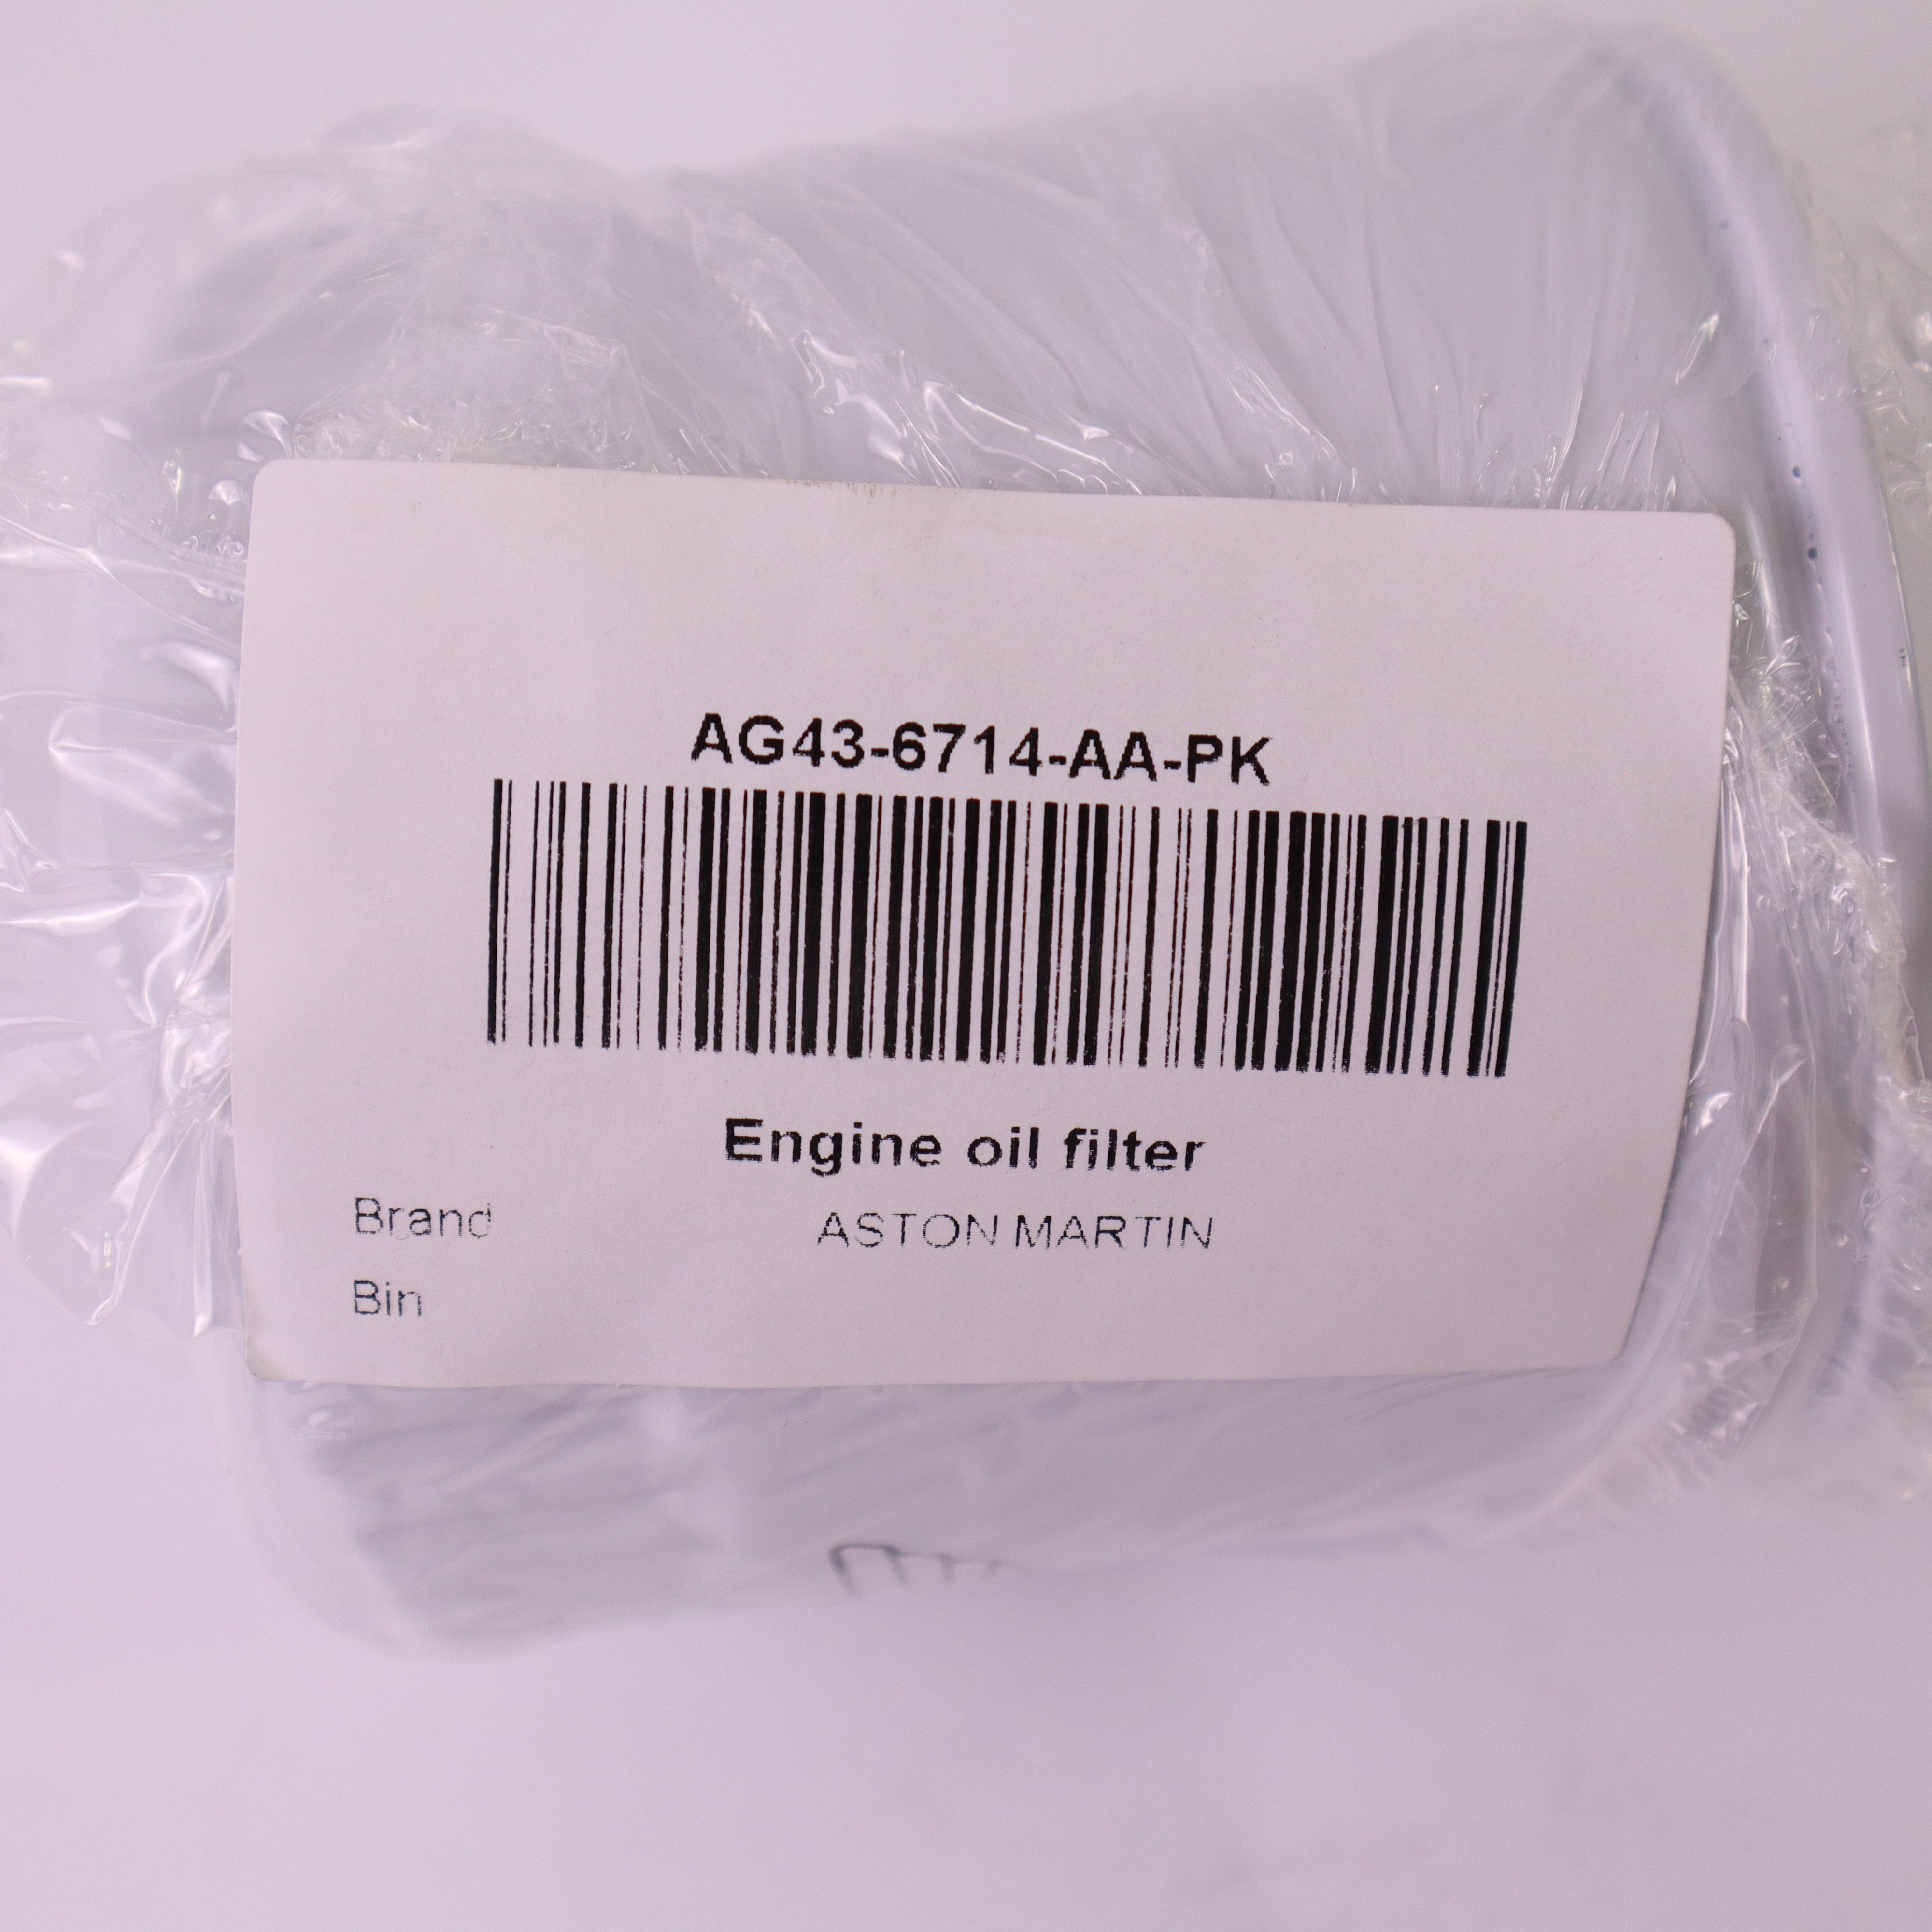 AG43-6714-AA-PK
Engine oil filter
Brand ASTON MARTIN
Bin